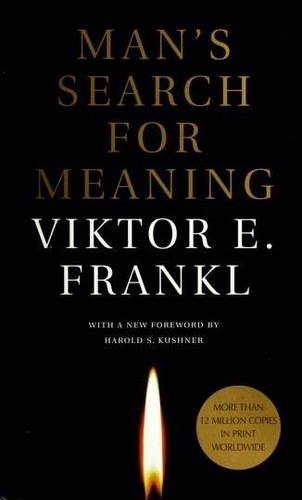 MAN'S
SEARCH
FOR
MEANING
VIKTOR E.
FRANKL
WITH A NEW FOREWORD BY
HAROLD S. KUSHNER
MORE THAN
12 MILLION COPIES
IN PRINT
WORLDWIDE